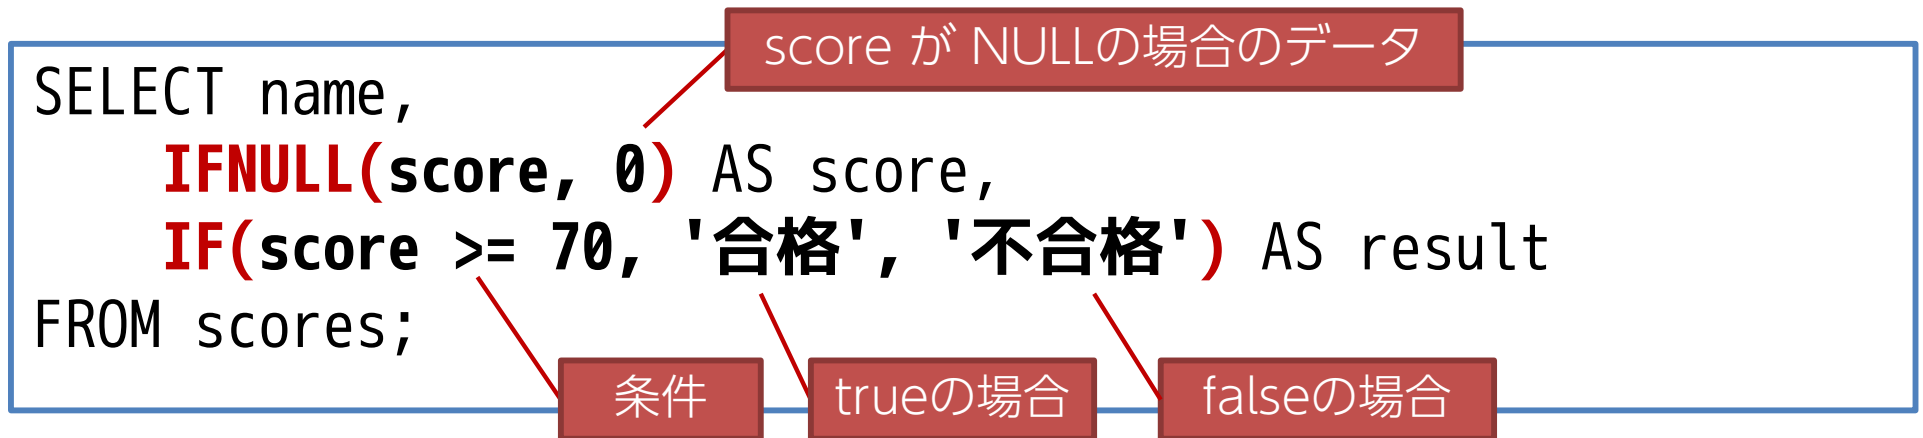 score が NULLの場合のデータ
SELECT name,
IFNULL(score, 0) AS score,
IF(score >= 70, '合格', '不合格') AS result
FROM scores;
条件
trueの場合
falseの場合